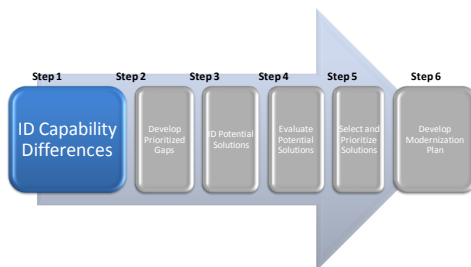 Step 1
Step 2
Step 3
Step 4
Step 5
Step 6
ID Capability
Differences
Develop
Prioritized
Gaps
ID Potential
Solutions
Evaluate
Potential
Solutions
Select and
Prioritize
Solutions
Develop
Modernization
Plan